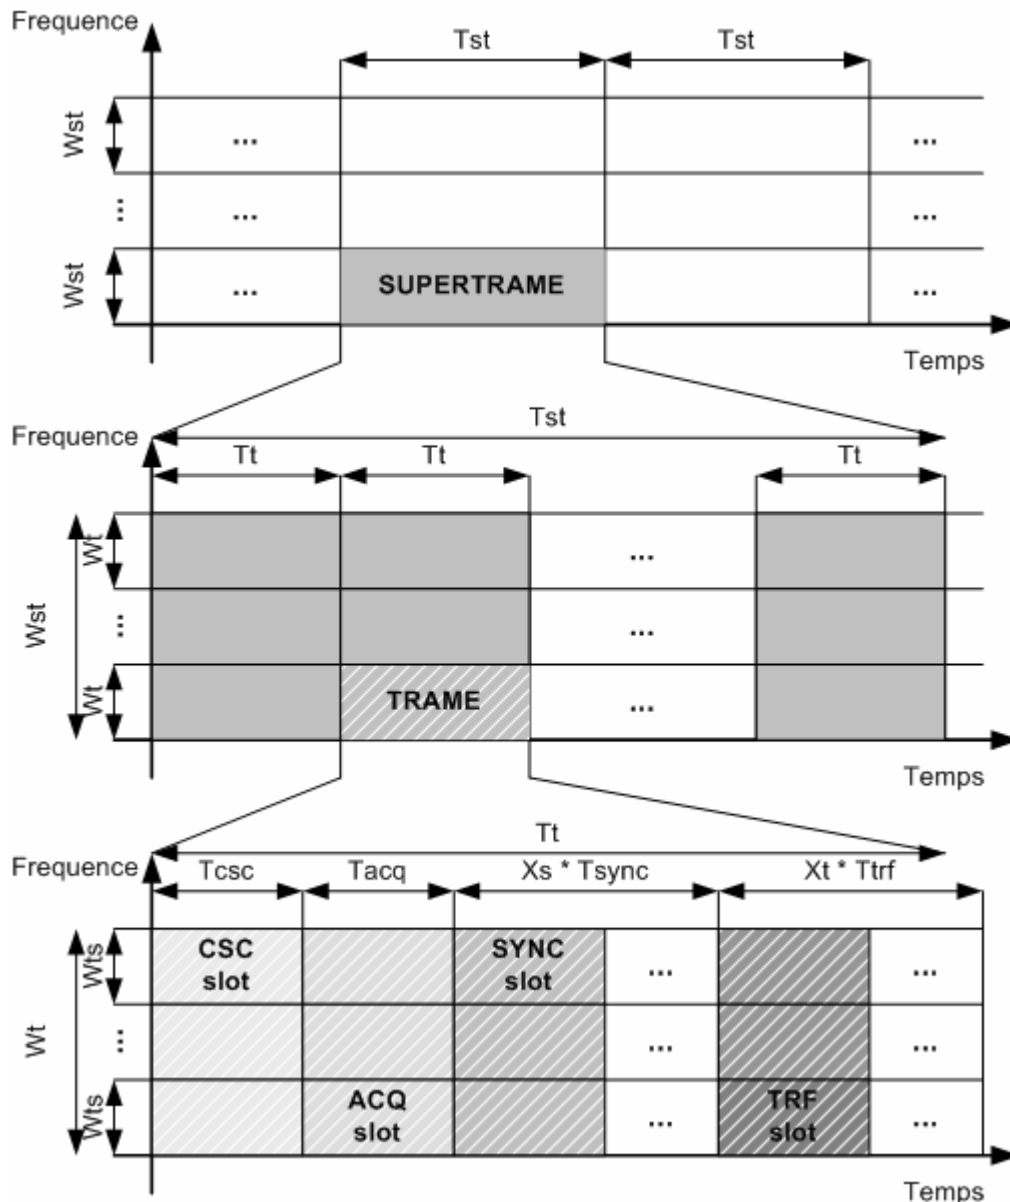 Frequence
Tst Tst
Wst
... ...
...
... ...
Wst
... SUPERTRAME ...
Temps
Tst
Frequence
Tt Tt Tt
Wt
...
Wst
...
...
Wt
TRAME ...
Temps
Tt
Frequence
Tcsc Tacq Xs * Tsync Xt * Ttrf
Wts
CSC slot
SYNC slot
... ...
Wt
...
... ...
Wts
ACQ slot
...
TRF slot
...
Temps